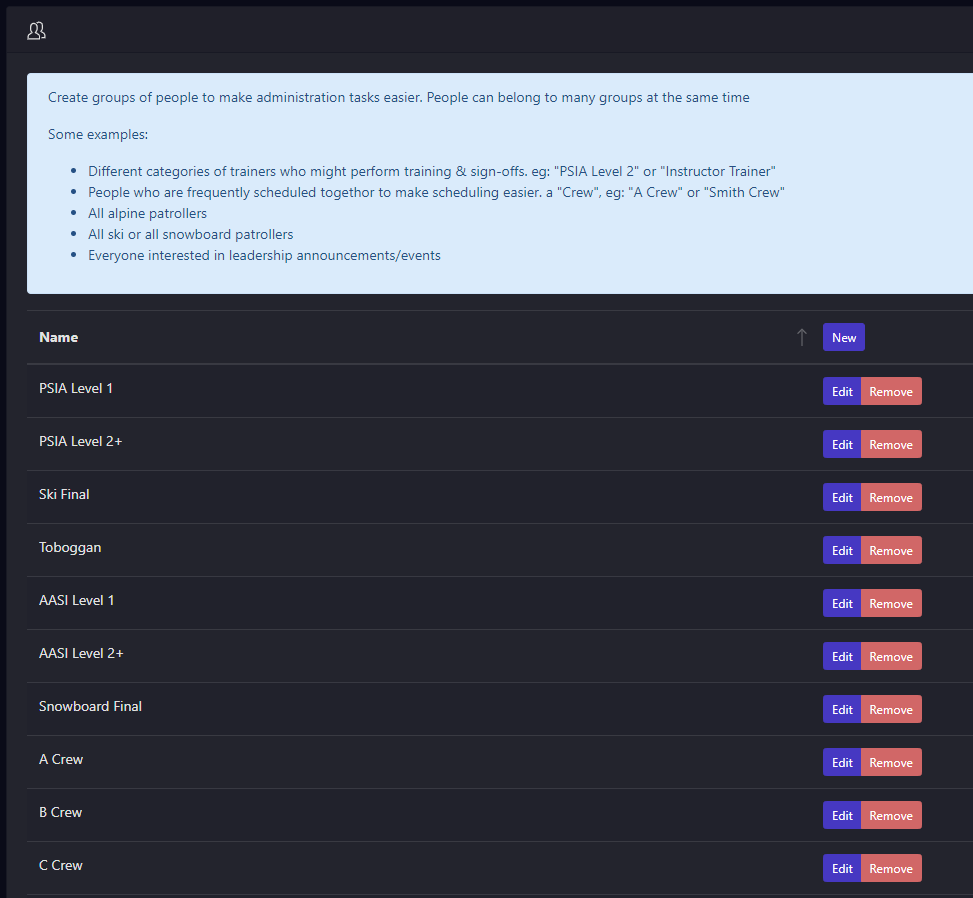 Create groups of people to make administration tasks easier. People can belong to many groups at the same time
Some examples:
Different categories of trainers who might perform training & sign-offs. eg: "PSIA Level 2" or "Instructor Trainer"
People who are frequently scheduled togethor to make scheduling easier. a "Crew", eg: "A Crew" or "Smith Crew"
All alpine patrollers
All ski or all snowboard patrollers
Everyone interested in leadership announcements/events
Name New
PSIA Level 1 Edit Remove
PSIA Level 2+ Edit Remove
Ski Final Edit Remove
Toboggan Edit Remove
AASI Level 1 Edit Remove
AASI Level 2+ Edit Remove
Snowboard Final Edit Remove
A Crew Edit Remove
B Crew Edit Remove
C Crew Edit Remove